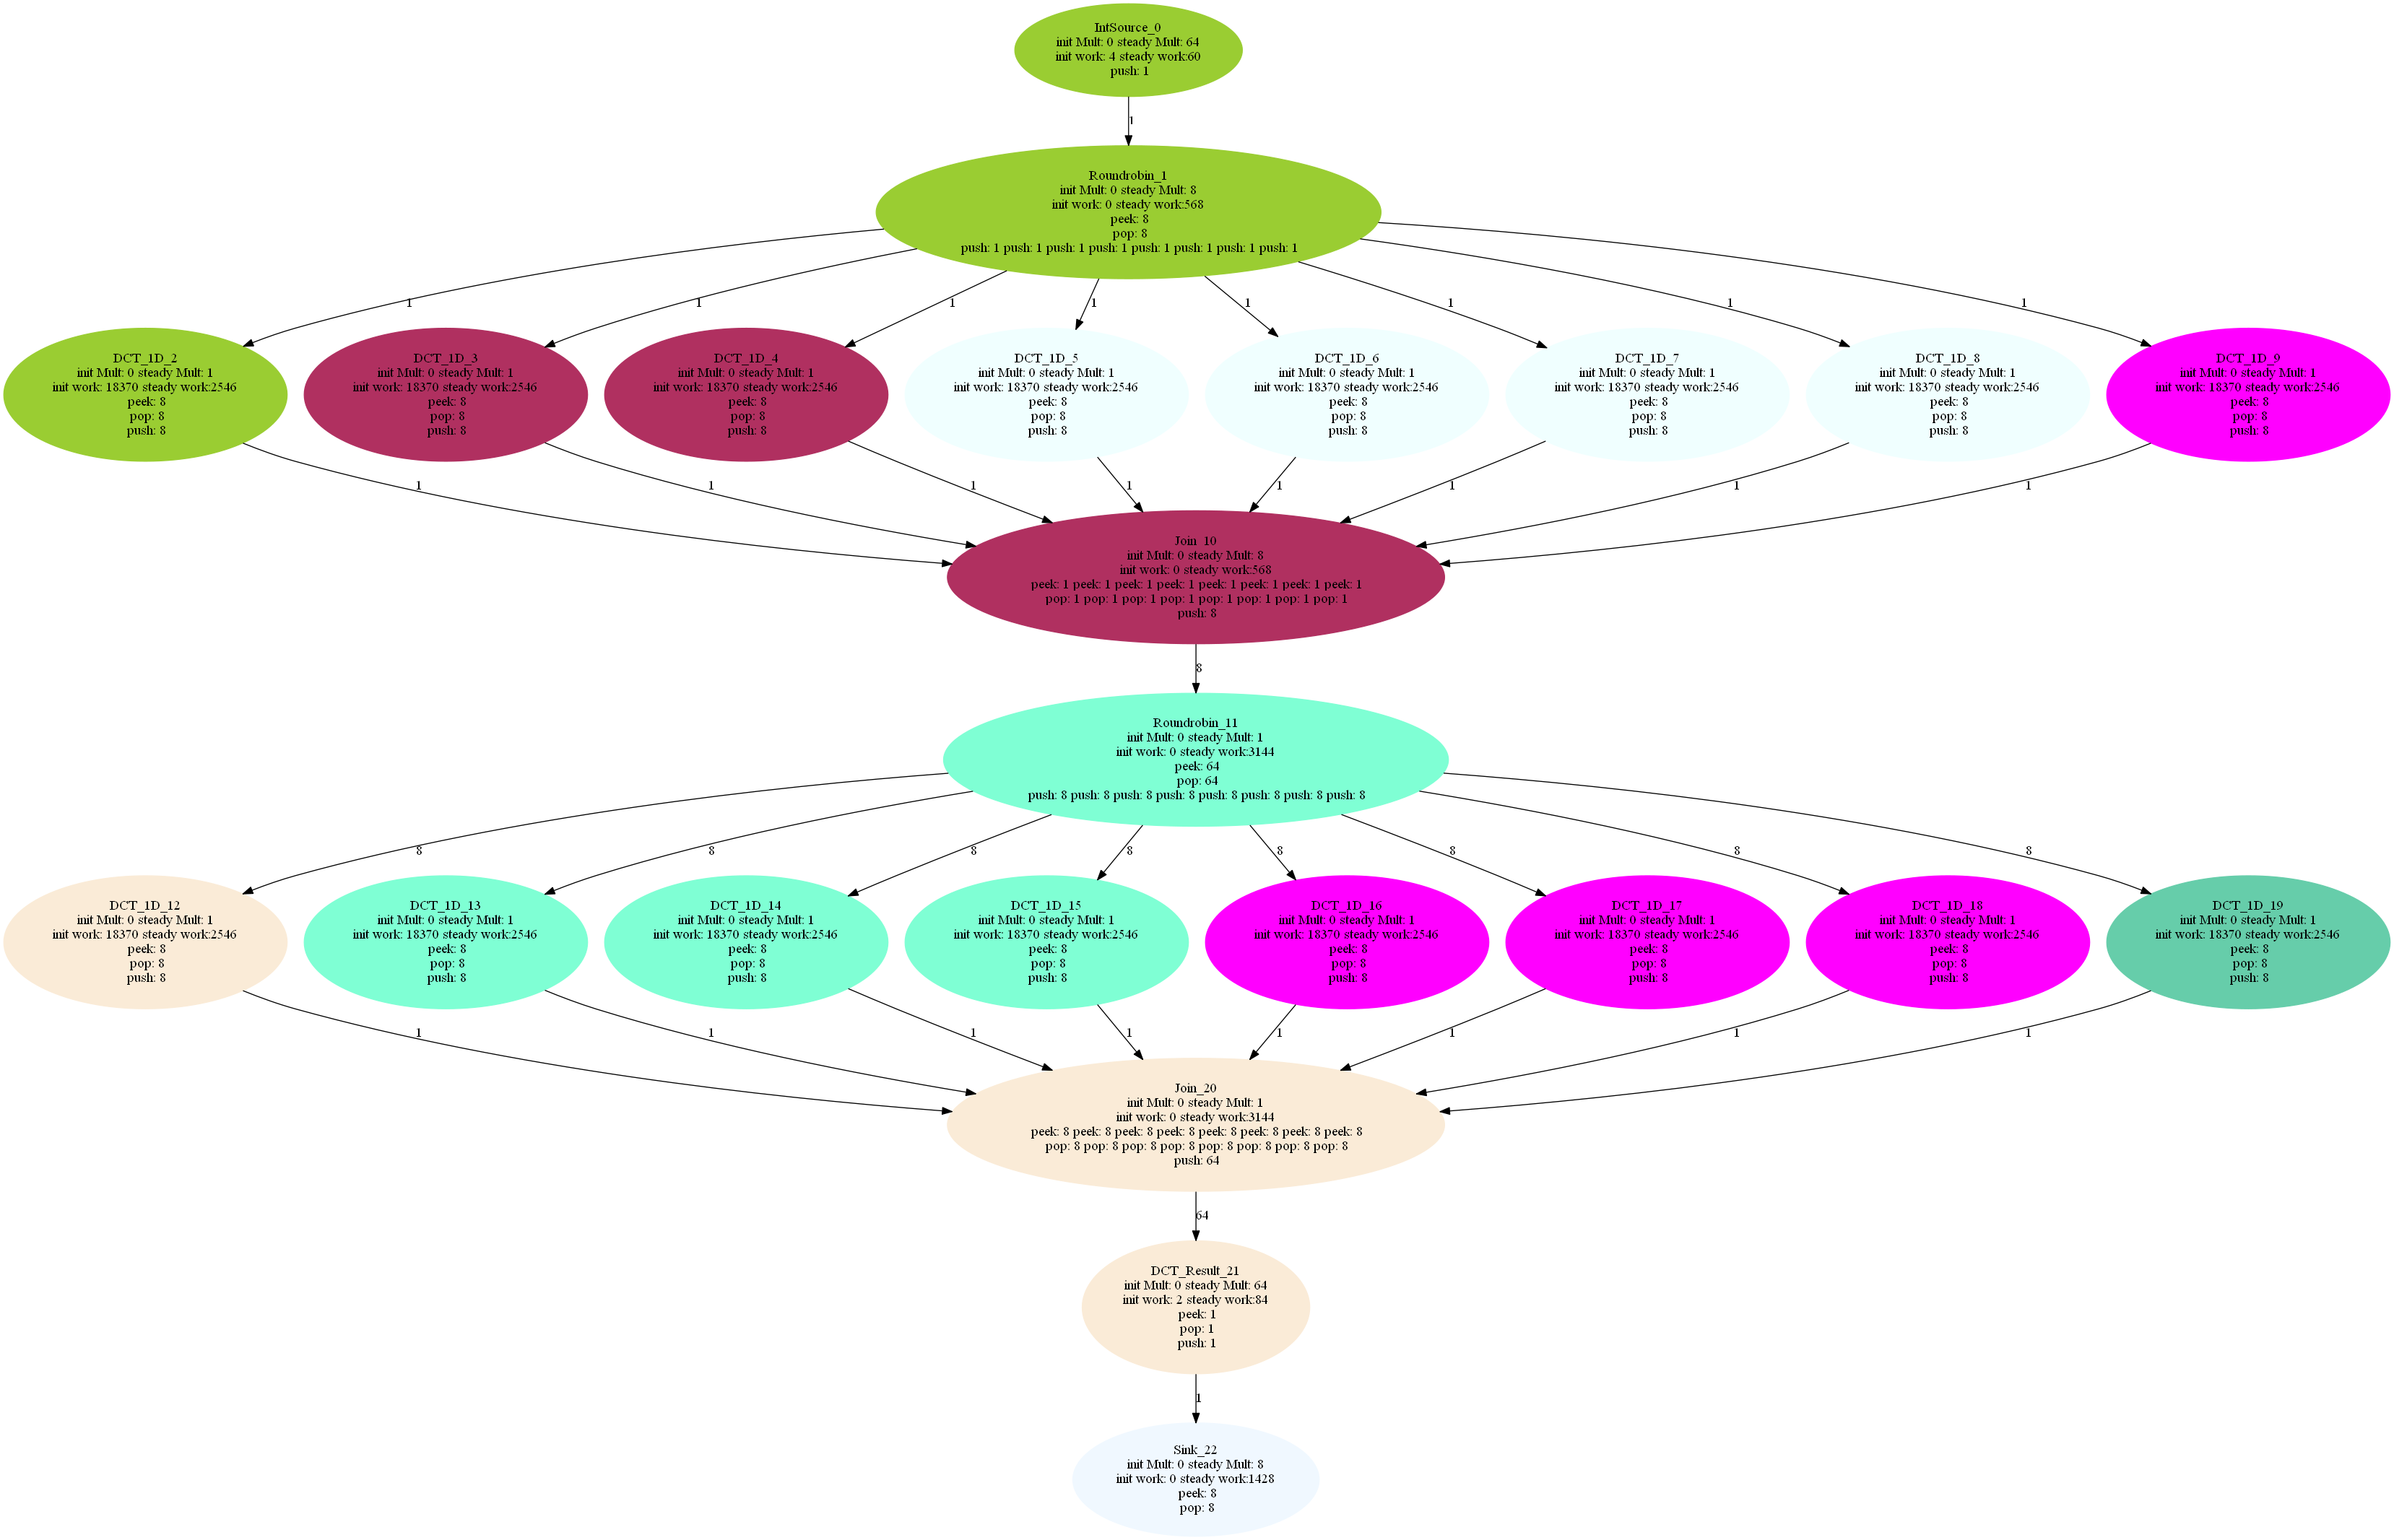 IntSource_0
init Mult: 0 steady Mult: 64
init work: 4 steady work:60
push: 1
1
Roundrobin_1
init Mult: 0 steady Mult: 8
init work: 0 steady work:568
peek: 8
pop: 8
push: 1 push: 1 push: 1 push: 1 push: 1 push: 1 push: 1 push: 1
1
1
1
1
1
1
1
1
DCT_1D_2
init Mult: 0 steady Mult: 1
init work: 18370 steady work:2546
peek: 8
pop: 8
push: 8
DCT_1D_3
init Mult: 0 steady Mult: 1
init work: 18370 steady work:2546
peek: 8
pop: 8
push: 8
DCT_1D_4
init Mult: 0 steady Mult: 1
init work: 18370 steady work:2546
peek: 8
pop: 8
push: 8
DCT_1D_5
init Mult: 0 steady Mult: 1
init work: 18370 steady work:2546
peek: 8
pop: 8
push: 8
DCT_1D_6
init Mult: 0 steady Mult: 1
init work: 18370 steady work:2546
peek: 8
pop: 8
push: 8
DCT_1D_7
init Mult: 0 steady Mult: 1
init work: 18370 steady work:2546
peek: 8
pop: 8
push: 8
DCT_1D_8
init Mult: 0 steady Mult: 1
init work: 18370 steady work:2546
peek: 8
pop: 8
push: 8
DCT_1D_9
init Mult: 0 steady Mult: 1
init work: 18370 steady work:2546
peek: 8
pop: 8
push: 8
1
1
1
1
1
1
1
1
Join_10
init Mult: 0 steady Mult: 8
init work: 0 steady work:568
peek: 1 peek: 1 peek: 1 peek: 1 peek: 1 peek: 1 peek: 1 peek: 1
pop: 1 pop: 1 pop: 1 pop: 1 pop: 1 pop: 1 pop: 1 pop: 1
push: 8
8
Roundrobin_11
init Mult: 0 steady Mult: 1
init work: 0 steady work:3144
peek: 64
pop: 64
push: 8 push: 8 push: 8 push: 8 push: 8 push: 8 push: 8 push: 8
8
8
8
8
8
8
8
8
DCT_1D_12
init Mult: 0 steady Mult: 1
init work: 18370 steady work:2546
peek: 8
pop: 8
push: 8
DCT_1D_13
init Mult: 0 steady Mult: 1
init work: 18370 steady work:2546
peek: 8
pop: 8
push: 8
DCT_1D_14
init Mult: 0 steady Mult: 1
init work: 18370 steady work:2546
peek: 8
pop: 8
push: 8
DCT_1D_15
init Mult: 0 steady Mult: 1
init work: 18370 steady work:2546
peek: 8
pop: 8
push: 8
DCT_1D_16
init Mult: 0 steady Mult: 1
init work: 18370 steady work:2546
peek: 8
pop: 8
push: 8
DCT_1D_17
init Mult: 0 steady Mult: 1
init work: 18370 steady work:2546
peek: 8
pop: 8
push: 8
DCT_1D_18
init Mult: 0 steady Mult: 1
init work: 18370 steady work:2546
peek: 8
pop: 8
push: 8
DCT_1D_19
init Mult: 0 steady Mult: 1
init work: 18370 steady work:2546
peek: 8
pop: 8
push: 8
1
1
1
1
1
1
1
1
Join_20
init Mult: 0 steady Mult: 1
init work: 0 steady work:3144
peek: 8 peek: 8 peek: 8 peek: 8 peek: 8 peek: 8 peek: 8 peek: 8
pop: 8 pop: 8 pop: 8 pop: 8 pop: 8 pop: 8 pop: 8 pop: 8
push: 64
64
DCT_Result_21
init Mult: 0 steady Mult: 64
init work: 2 steady work:84
peek: 1
pop: 1
push: 1
1
Sink_22
init Mult: 0 steady Mult: 8
init work: 0 steady work:1428
peek: 8
pop: 8